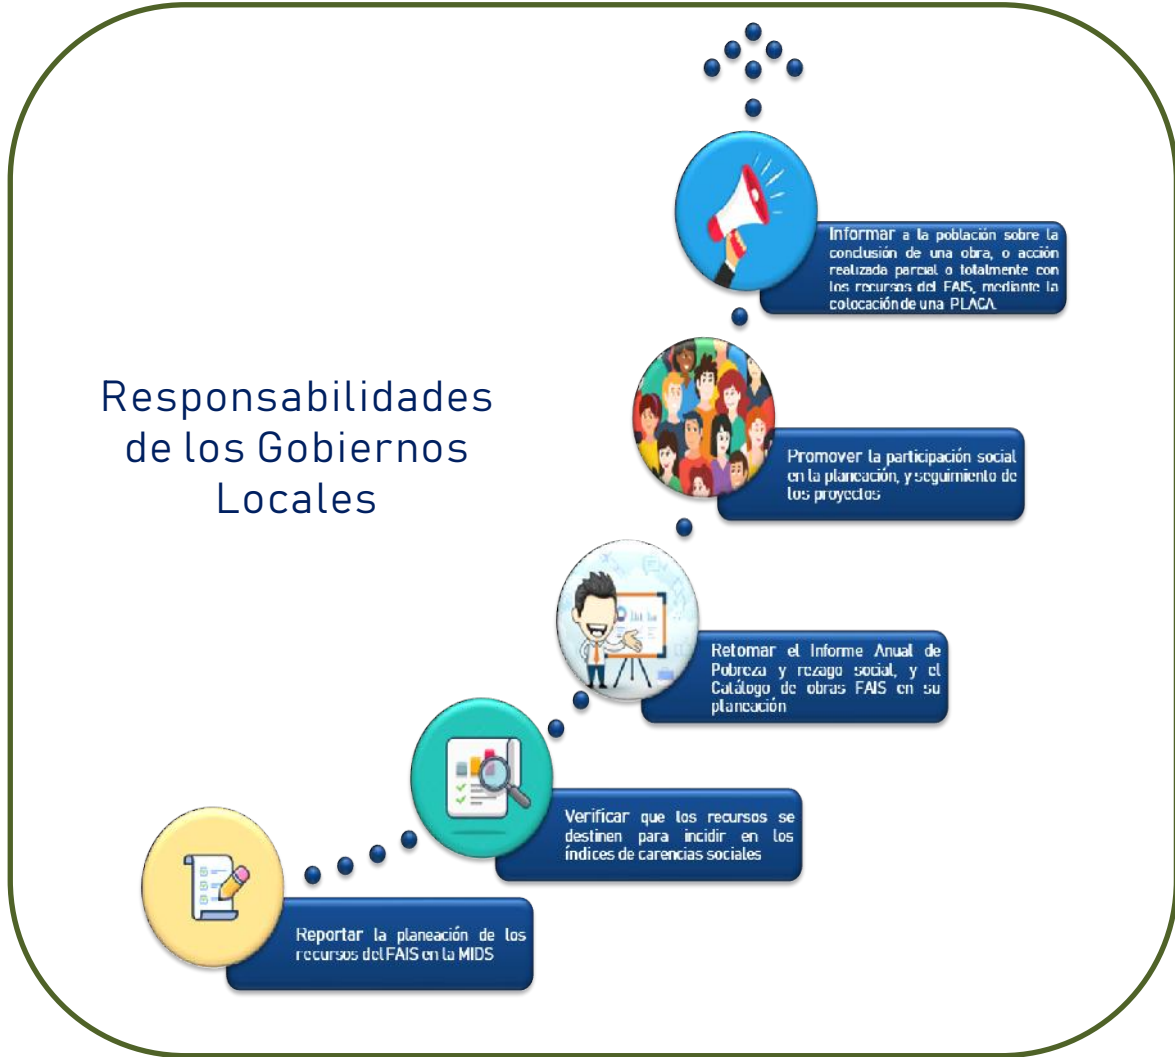 Informar a la población sobre la
conclusión de una obra, o acción
realizada parcial o totalmente con
los recursos del FAIS, mediante la
colocación de una PLACA
Responsabilidades
de los Gobiernos
Locales
Promover la participación social
en la planeación, y seguimiento de
los proyectos
Retomar el Informe Anual de
Pobreza y rezago social, y el
Catálogo de obras FAIS en su
planeación
Verificar que los recursos se
destinen para incidir en los
índices de carencias sociales
Reportar la planeación de los
recursos del FAIS en la MIDS